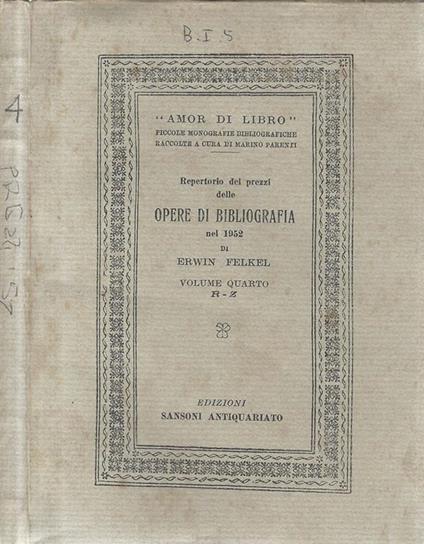 B.I.5
"AMOR DI LIBRO"
PICCOLE MONOGRAFIE BIBLIOGRAFICHE
RACCOLTE A CURA DI MARINO PARENTI
Repertorio dei prezzi
delle
OPERE DI BIBLIOGRAFIA
nel 1952
DI
ERWIN FELKEL
VOLUME QUARTO
R - Z
EDIZIONI
SANSONI ANTIQUARIATO
4